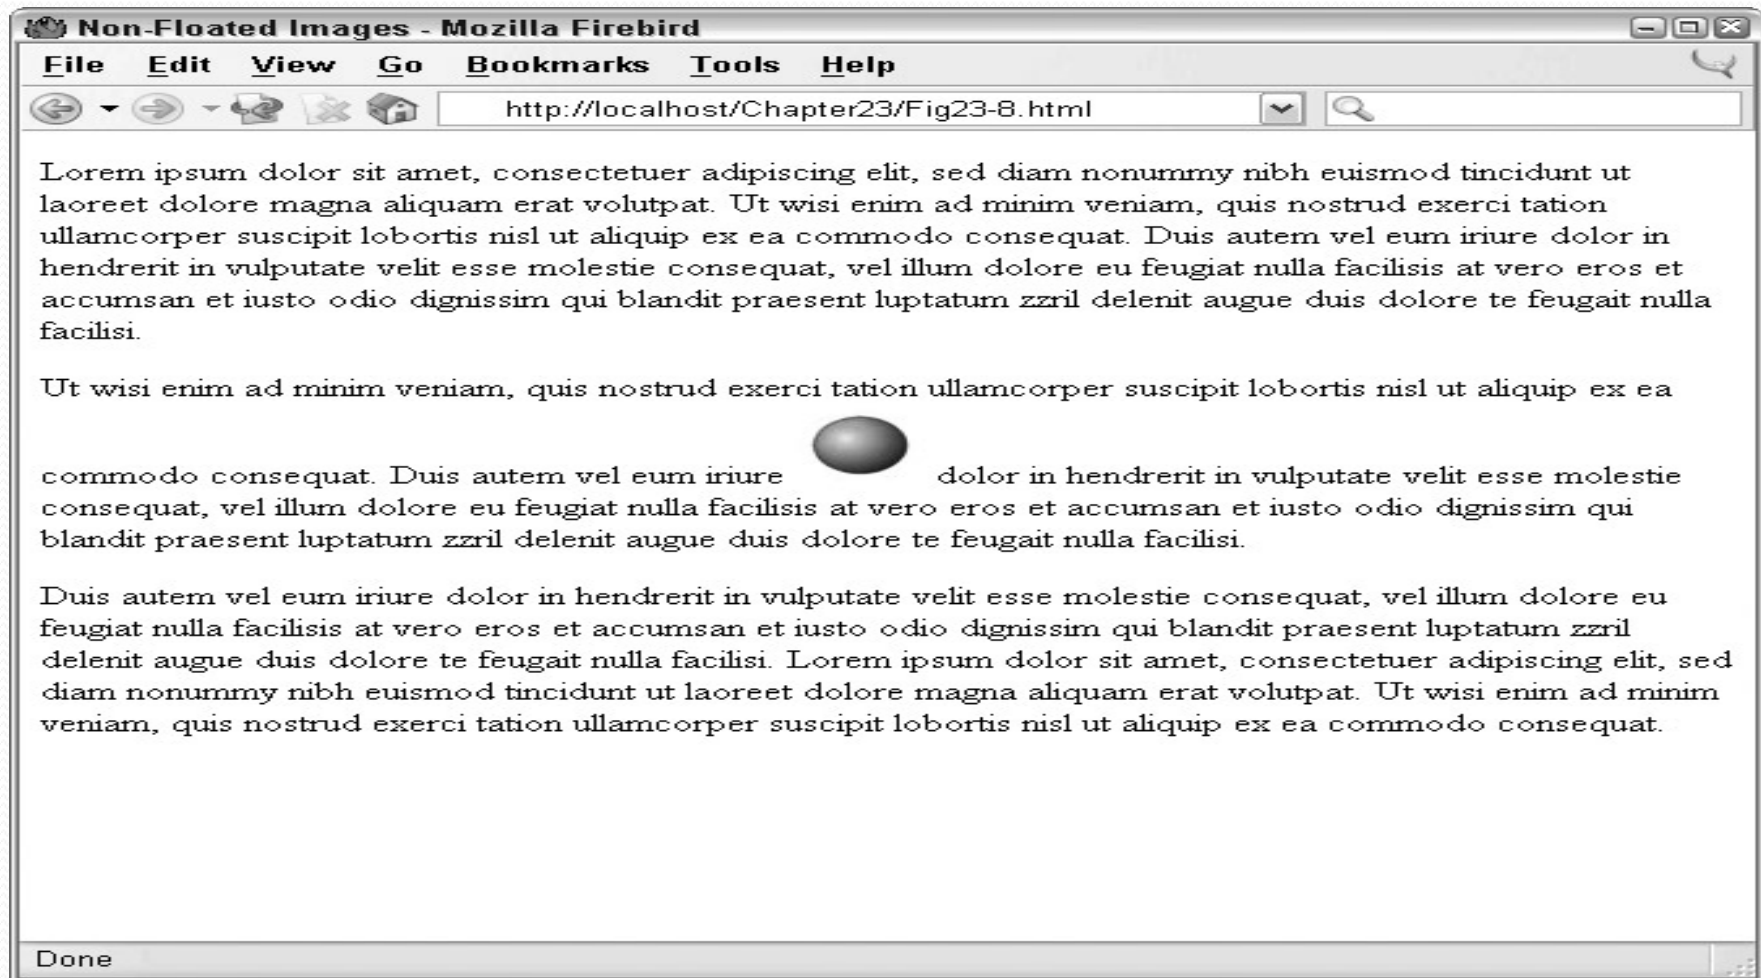 Non-Floated Images - Mozilla Firebird
File Edit View Go Bookmarks Tools Help
http://localhost/Chapter23/Fig23-8.html
Lorem ipsum dolor sit amet, consectetuer adipiscing elit, sed diam nonummy nibh euismod tincidunt ut
laoreet dolore magna aliquam erat volutpat. Ut wisi enim ad minim veniam, quis nostrud exerci tation
ullamcorper suscipit lobortis nisl ut aliquip ex ea commodo consequat. Duis autem vel eum iriure dolor in
hendrerit in vulputate velit esse molestie consequat, vel illum dolore eu feugiat nulla facilisis at vero eros et
accumsan et iusto odio dignissim qui blandit praesent luptatum zzril delenit augue duis dolore te feugait nulla
facilisi.
Ut wisi enim ad minim veniam, quis nostrud exerci tation ullamcorper suscipit lobortis nisl ut aliquip ex ea
commodo consequat. Duis autem vel eum iriure dolor in hendrerit in vulputate velit esse molestie
consequat, vel illum dolore eu feugiat nulla facilisis at vero eros et accumsan et iusto odio dignissim qui
blandit praesent luptatum zzril delenit augue duis dolore te feugait nulla facilisi.
Duis autem vel eum iriure dolor in hendrerit in vulputate velit esse molestie consequat, vel illum dolore eu
feugiat nulla facilisis at vero eros et accumsan et iusto odio dignissim qui blandit praesent luptatum zzril
delenit augue duis dolore te feugait nulla facilisi. Lorem ipsum dolor sit amet, consectetuer adipiscing elit, sed
diam nonummy nibh euismod tincidunt ut laoreet dolore magna aliquam erat volutpat. Ut wisi enim ad minim
veniam, quis nostrud exerci tation ullamcorper suscipit lobortis nisl ut aliquip ex ea commodo consequat.
Done